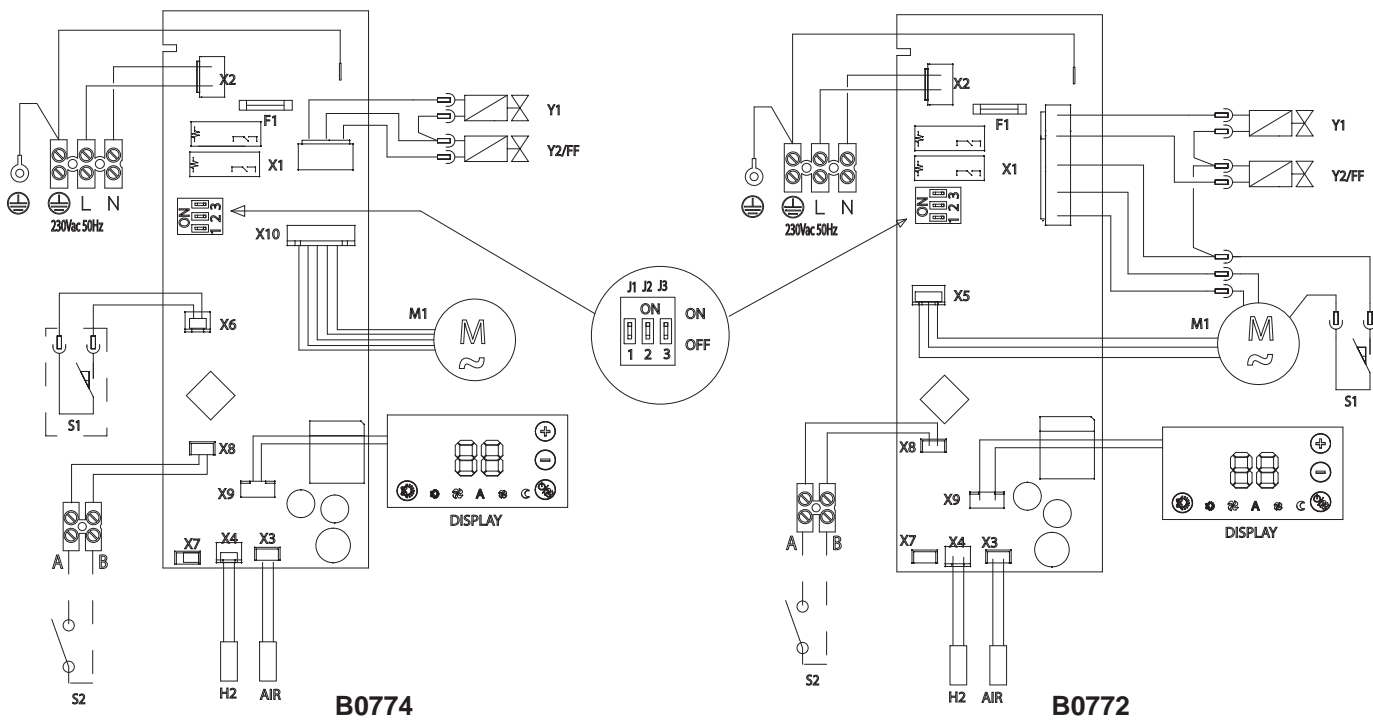 X2
F1
Y1
Y2/FF
X1
L N
230Vac 50Hz
ON
1 2 3
X10
M1
M
X6
S1
X8
X9
88
A
DISPLAY
A B
X7 X4 X3
S2
H2 AIR
B0774
J1 J2 J3
ON
1 2 3
ON
OFF
X2
F1
Y1
Y2/FF
X1
L N
230Vac 50Hz
ON
1 2 3
X5
M1
M
S1
X8
X9
88
A
DISPLAY
A B
X7 X4 X3
S2
H2 AIR
B0772